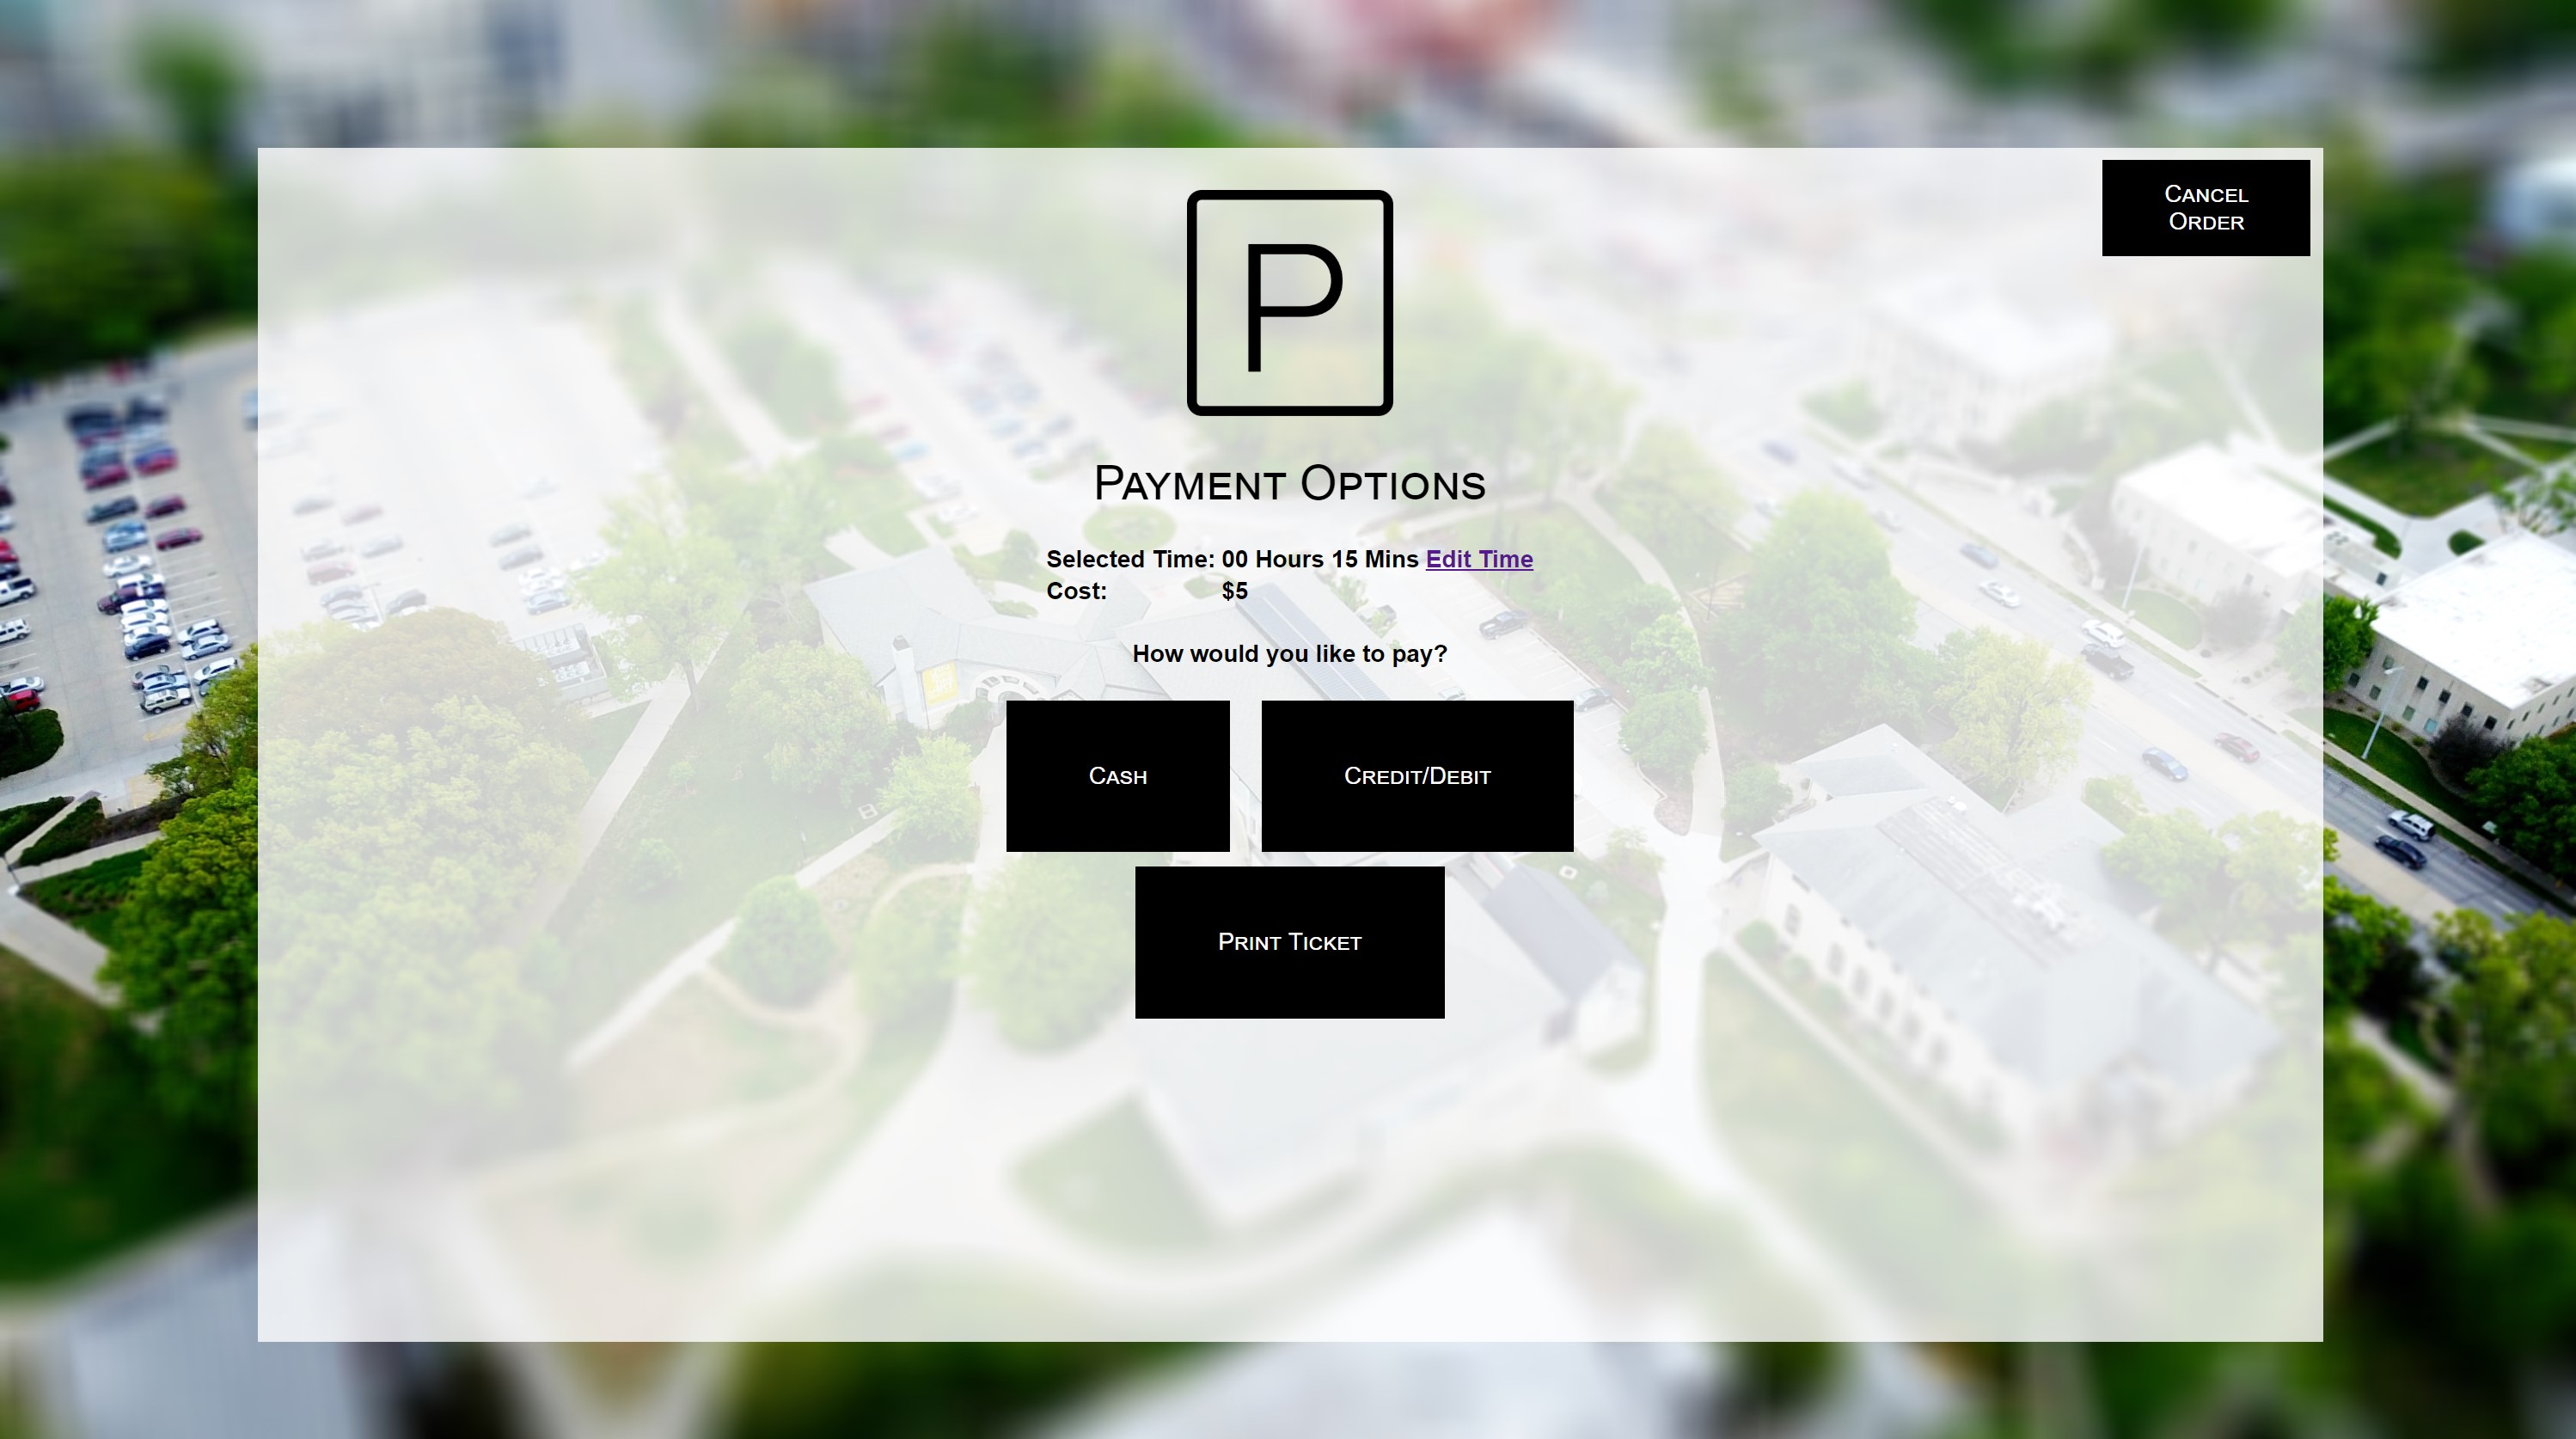 Cancel
Order
P
Payment Options
Selected Time: 00 Hours 15 Mins Edit Time
Cost: $5
How would you like to pay?
Cash
Credit/Debit
Print Ticket